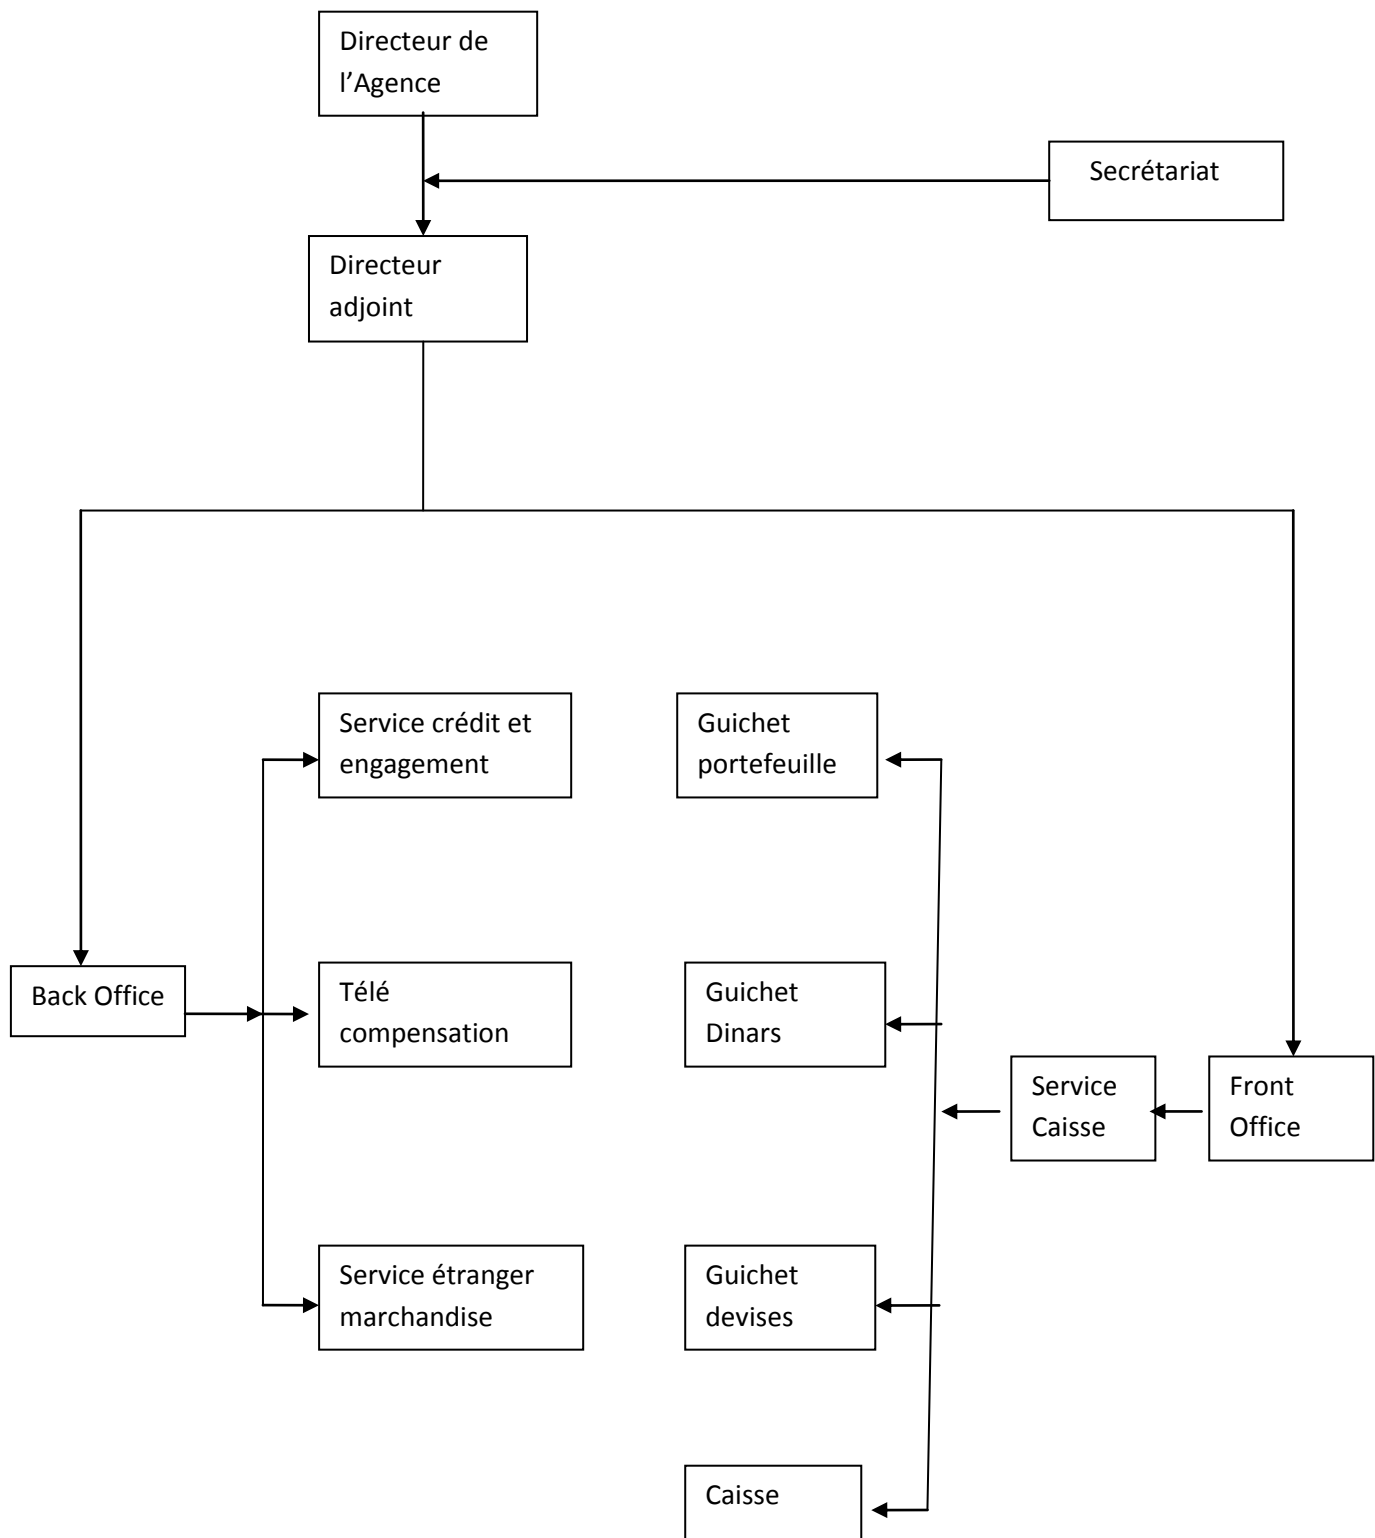 Directeur de
l’Agence
Secrétariat
Directeur
adjoint
Service crédit et
engagement
Guichet
portefeuille
Back Office
Télé
compensation
Guichet
Dinars
Service
Caisse
Front
Office
Service étranger
marchandise
Guichet
devises
Caisse